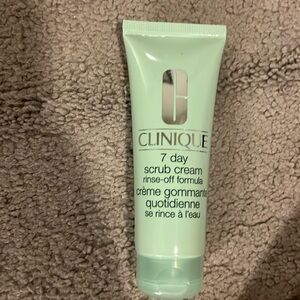 CLINIQUE
7 day
scrub cream
rinse-off formula
crème gommante
quotidienne
se rince à l'eau